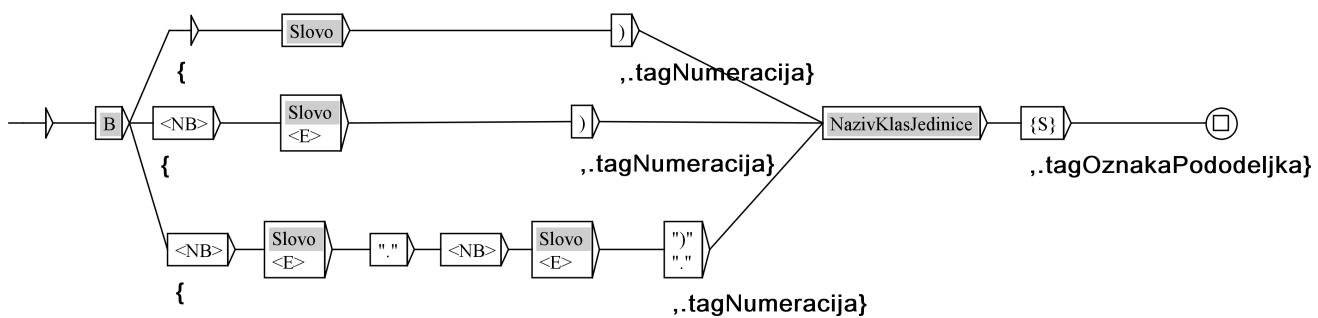 Slovo )
{ ,.tagNumeracija}
B <NB> Slovo <E> ) NazivKlasJedinice {S}
{ ,.tagNumeracija} ,.tagOznakaPododeljka}
<NB> Slovo <E> "." <NB> Slovo <E> ")" "."
{ ,.tagNumeracija}